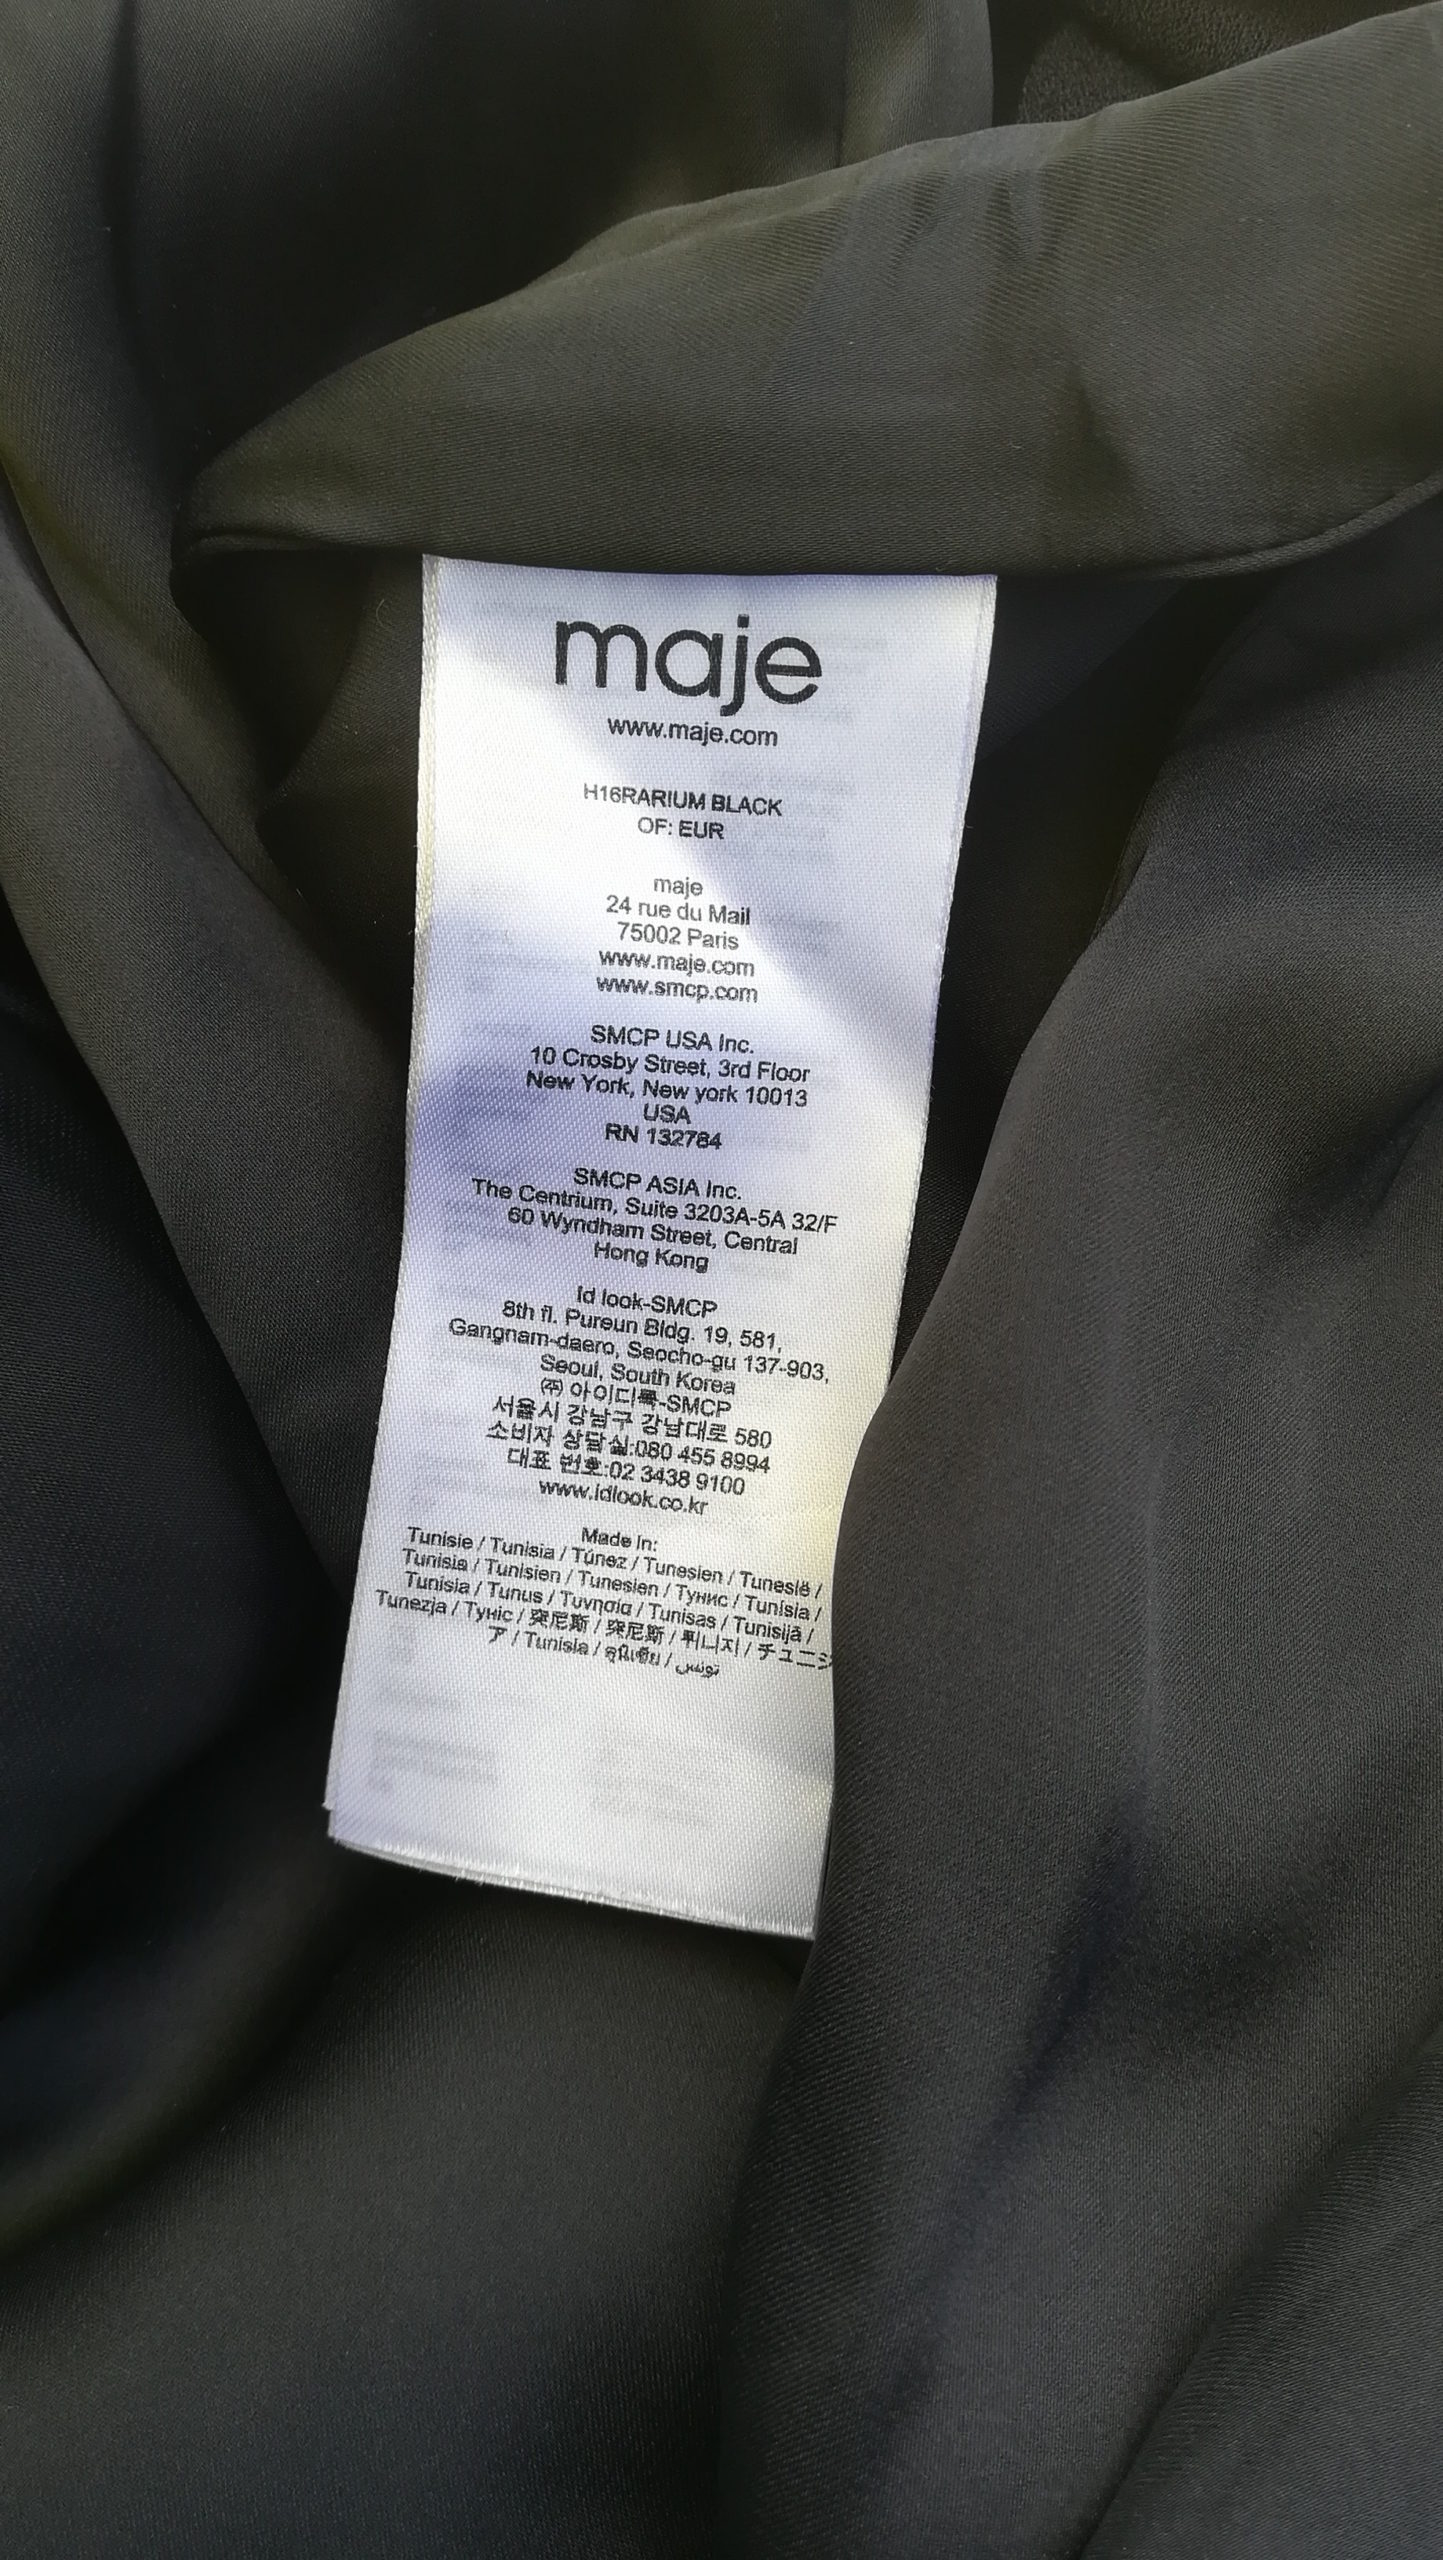 maje
www.maje.com
H16RARIUM BLACK
OF: EUR
maje
24 rue du Mail
75002 Paris
www.maje.com
www.smcp.com
SMCP USA Inc.
10 Crosby Street, 3rd Floor
New York, New york 10013
USA
RN 132784
SMCP ASIA Inc.
The Centrium, Suite 3203A-5A 32/F
60 Wyndham Street, Central
Hong Kong
Id look-SMCP
8th fl. Pureun Bldg. 19, 581,
Gangnam-daero, Seocho-gu 137-903,
Seoul, South Korea
㈜ 아이디룩-SMCP
서울시 강남구 강남대로 580
소비자 상담실:080 455 8994
대표 번호:02 3438 9100
www.idlook.co.kr
Made in:
Tunisie / Tunisia / Túnez / Tunesien / Tunesië /
Tunisia / Tunisien / Tunesien / Тунис / Tunísia /
Tunisia / Tunus / Τυνησία / Tunisas / Tunisijā /
Tunezja / Туніс / 突尼斯 / 突尼斯 / 튀니지 / チュニジ
ア / Tunisia / ตูนิเซีย / تونس